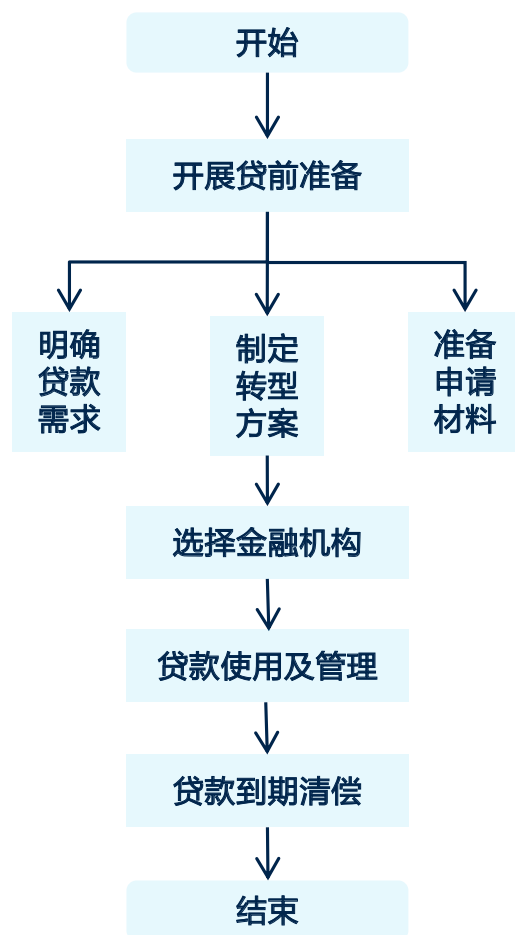 开始
开展贷前准备
明确
贷款
需求
制定
转型
方案
准备
申请
材料
选择金融机构
贷款使用及管理
贷款到期清偿
结束